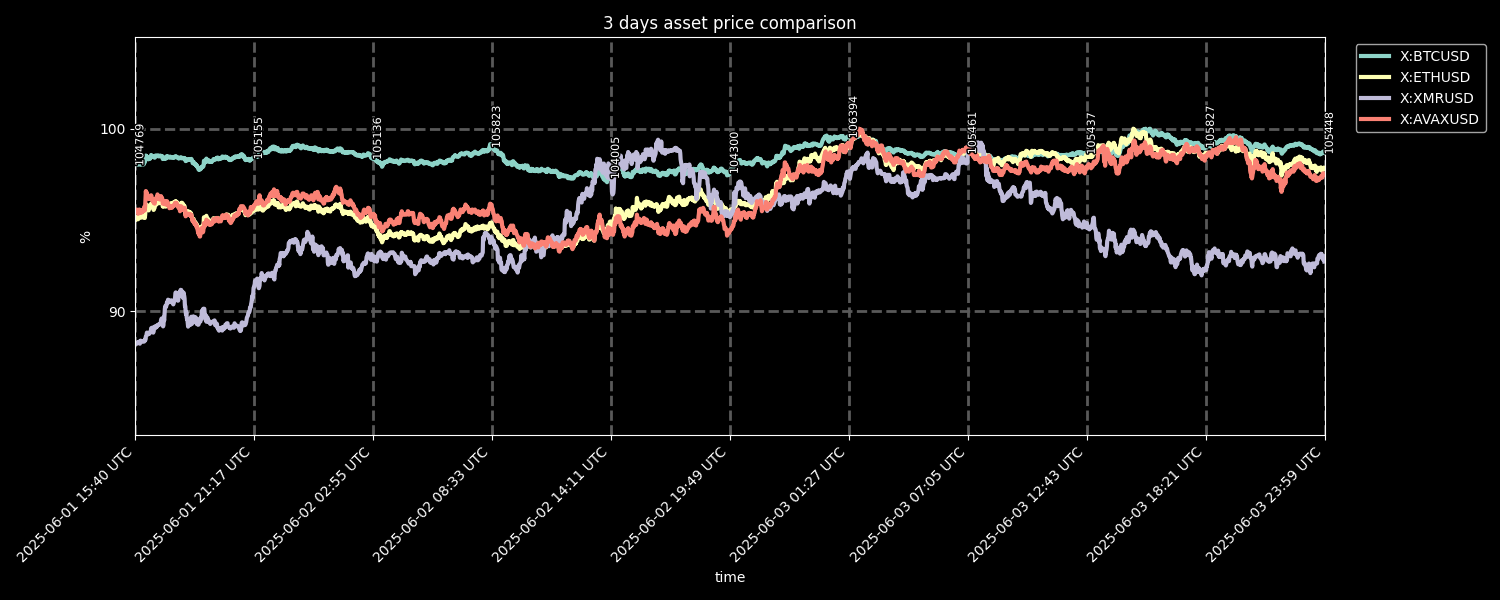 3 days asset price comparison
X:BTCUSD
X:ETHUSD
X:XMRUSD
X:AVAXUSD
100
90
%
104769
105155
105136
105823
104005
104300
106394
105461
105437
105827
105448
2025-06-01 15:40 UTC
2025-06-01 21:17 UTC
2025-06-02 02:55 UTC
2025-06-02 08:33 UTC
2025-06-02 14:11 UTC
2025-06-02 19:49 UTC
2025-06-03 01:27 UTC
2025-06-03 07:05 UTC
2025-06-03 12:43 UTC
2025-06-03 18:21 UTC
2025-06-03 23:59 UTC
time